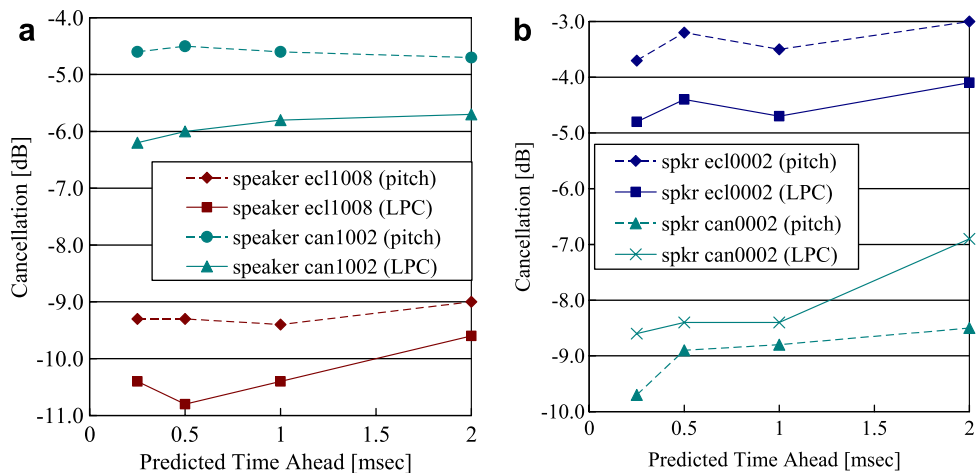 a
-4.0
-5.0
-6.0
-7.0
-8.0
-9.0
-10.0
-11.0
Cancellation [dB]
speaker ecl1008 (pitch)
speaker ecl1008 (LPC)
speaker can1002 (pitch)
speaker can1002 (LPC)
0 0.5 1 1.5 2
Predicted Time Ahead [msec]
b
-3.0
-4.0
-5.0
-6.0
-7.0
-8.0
-9.0
-10.0
Cancellation [dB]
spkr ecl0002 (pitch)
spkr ecl0002 (LPC)
spkr can0002 (pitch)
spkr can0002 (LPC)
0 0.5 1 1.5 2
Predicted Time Ahead [msec]